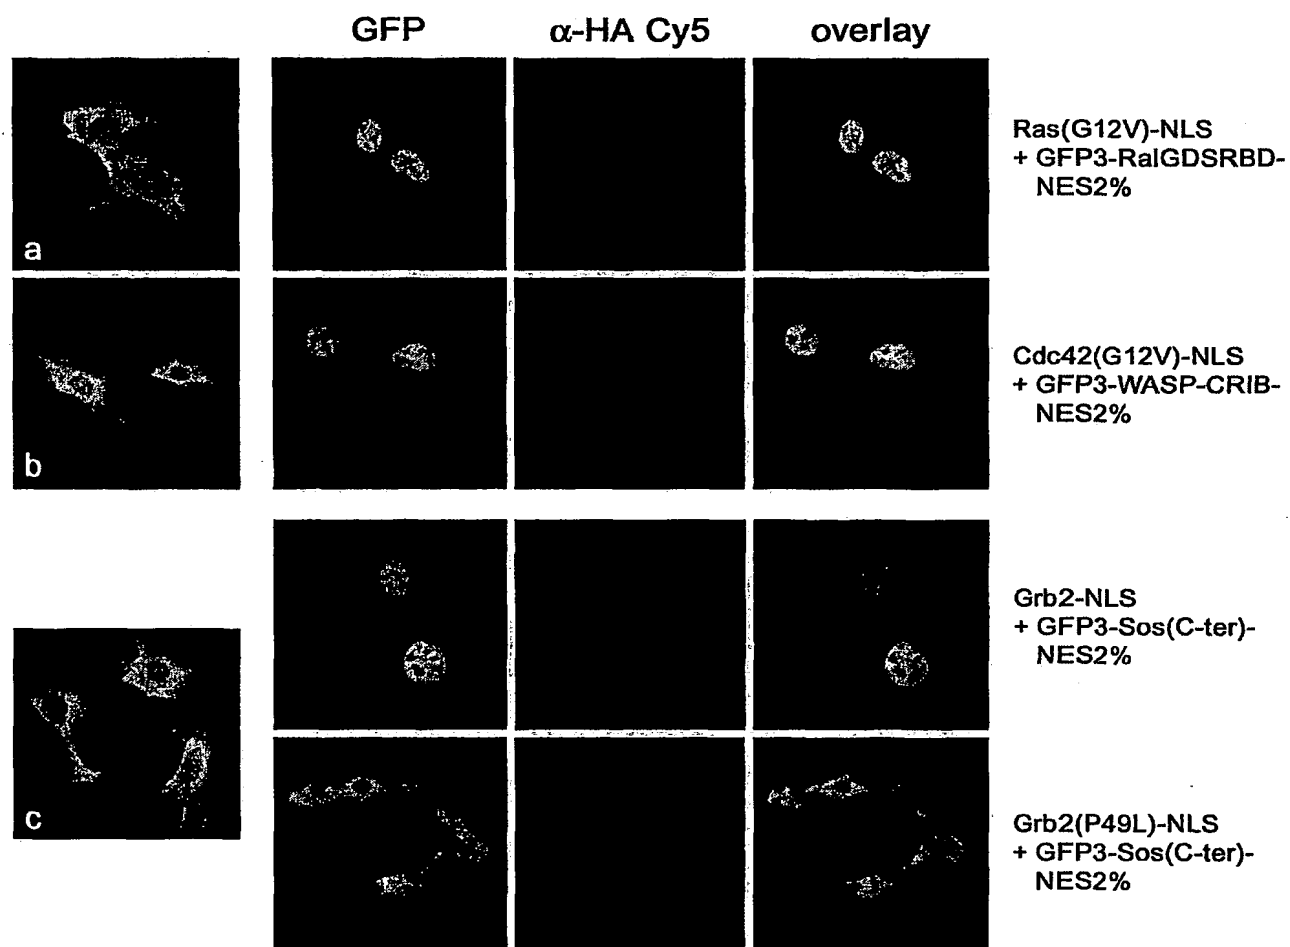 GFP α-HA Cy5 overlay
a
Ras(G12V)-NLS
+ GFP3-RalGDSRBD-
NES2%
b
Cdc42(G12V)-NLS
+ GFP3-WASP-CRIB-
NES2%
Grb2-NLS
+ GFP3-Sos(C-ter)-
NES2%
c
Grb2(P49L)-NLS
+ GFP3-Sos(C-ter)-
NES2%